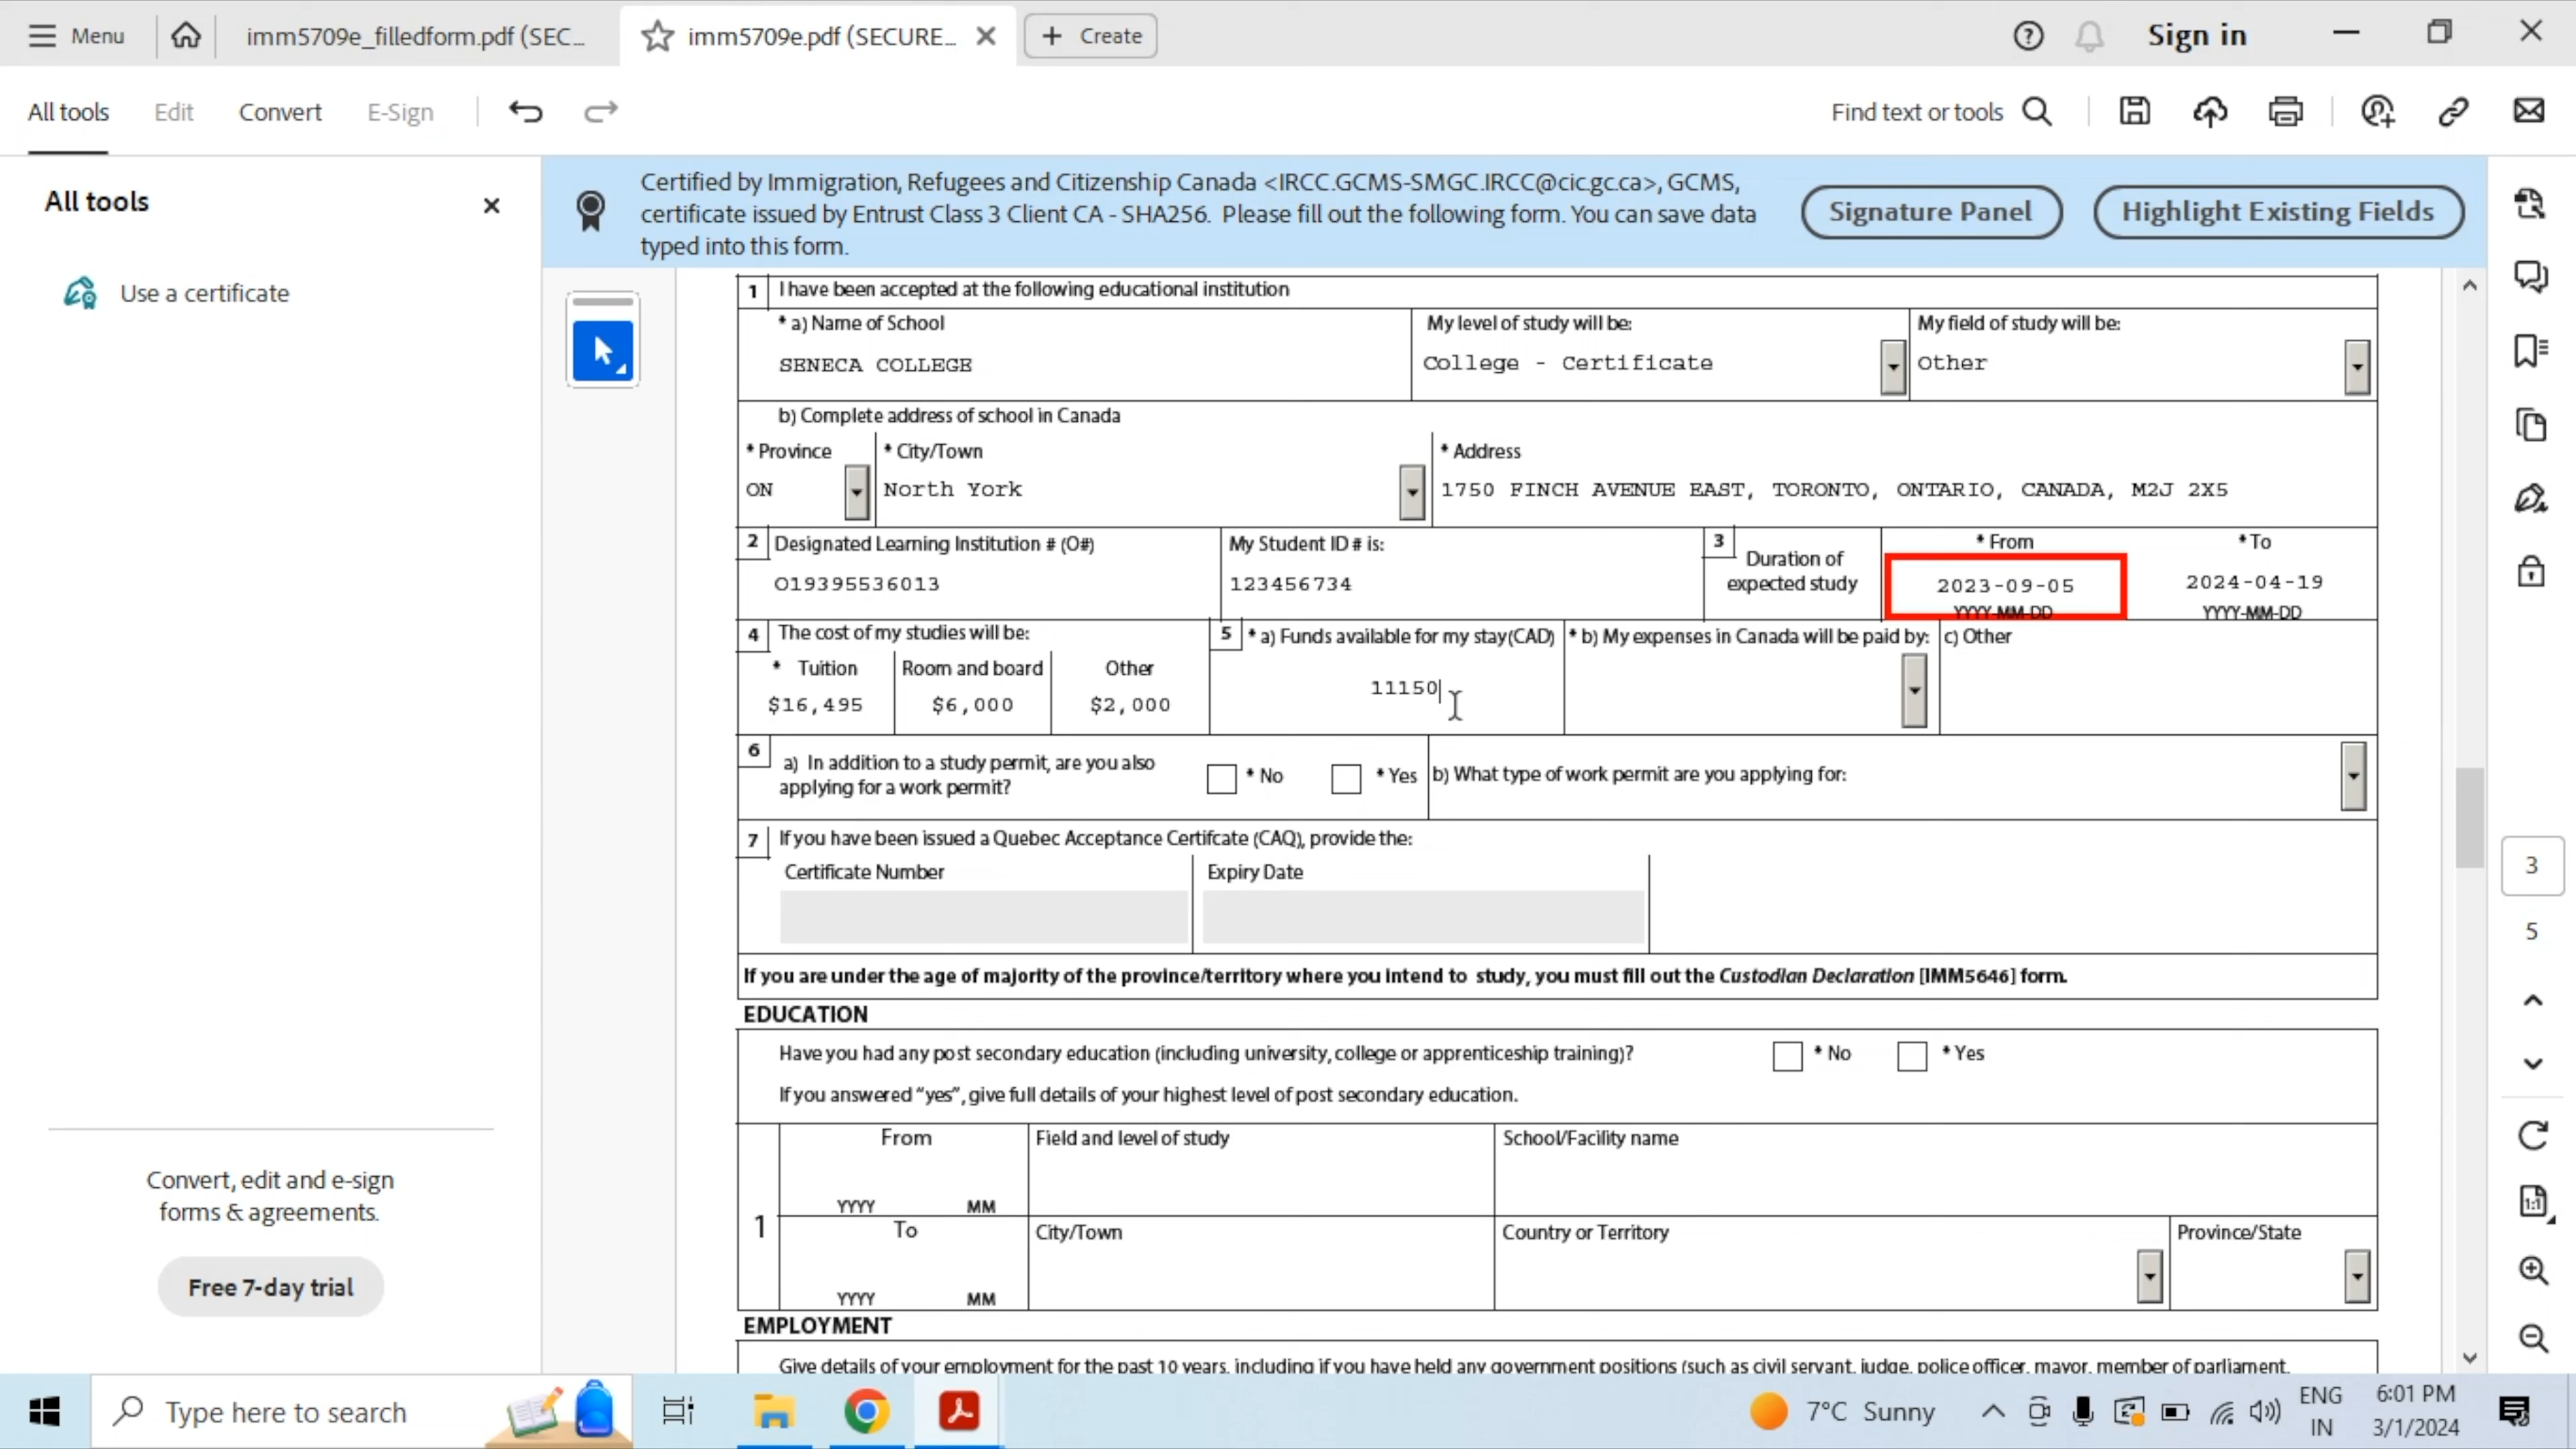 Menu
imm5709e_filledform.pdf (SEC...
imm5709e.pdf (SECURE...
Create
Sign in
All tools
Edit
Convert
E-Sign
Find text or tools
All tools
Use a certificate
Certified by Immigration, Refugees and Citizenship Canada <IRCC.GCMS-SMGC.IRCC@cic.gc.ca>, GCMS,
certificate issued by Entrust Class 3 Client CA - SHA256. Please fill out the following form. You can save data
typed into this form.
Signature Panel
Highlight Existing Fields
1 I have been accepted at the following educational institution
* a) Name of School
My level of study will be:
My field of study will be:
SENECA COLLEGE
College - Certificate
Other
b) Complete address of school in Canada
* Province
* City/Town
* Address
ON
North York
1750 FINCH AVENUE EAST, TORONTO, ONTARIO, CANADA, M2J 2X5
2 Designated Learning Institution # (O#)
My Student ID # is:
3 Duration of
expected study
* From
* To
O19395536013
123456734
2023-09-05
2024-04-19
YYYY-MM-DD
YYYY-MM-DD
4 The cost of my studies will be:
5 * a) Funds available for my stay(CAD)
* b) My expenses in Canada will be paid by:
c) Other
* Tuition
Room and board
Other
$16,495
$6,000
$2,000
11150
6 a) In addition to a study permit, are you also
applying for a work permit?
* No
* Yes
b) What type of work permit are you applying for:
7 If you have been issued a Quebec Acceptance Certifcate (CAQ), provide the:
Certificate Number
Expiry Date
If you are under the age of majority of the province/territory where you intend to study, you must fill out the Custodian Declaration [IMM5646] form.
EDUCATION
Have you had any post secondary education (including university, college or apprenticeship training)?
* No
* Yes
If you answered "yes", give full details of your highest level of post secondary education.
1
From
Field and level of study
School/Facility name
YYYY
MM
To
City/Town
Country or Territory
Province/State
YYYY
MM
EMPLOYMENT
Give details of your employment for the past 10 years, including if you have held any government positions (such as civil servant, judge, police officer, mayor, member of parliament,
Convert, edit and e-sign
forms & agreements.
Free 7-day trial
3
5
1:1
Type here to search
7°C Sunny
ENG
IN
6:01 PM
3/1/2024